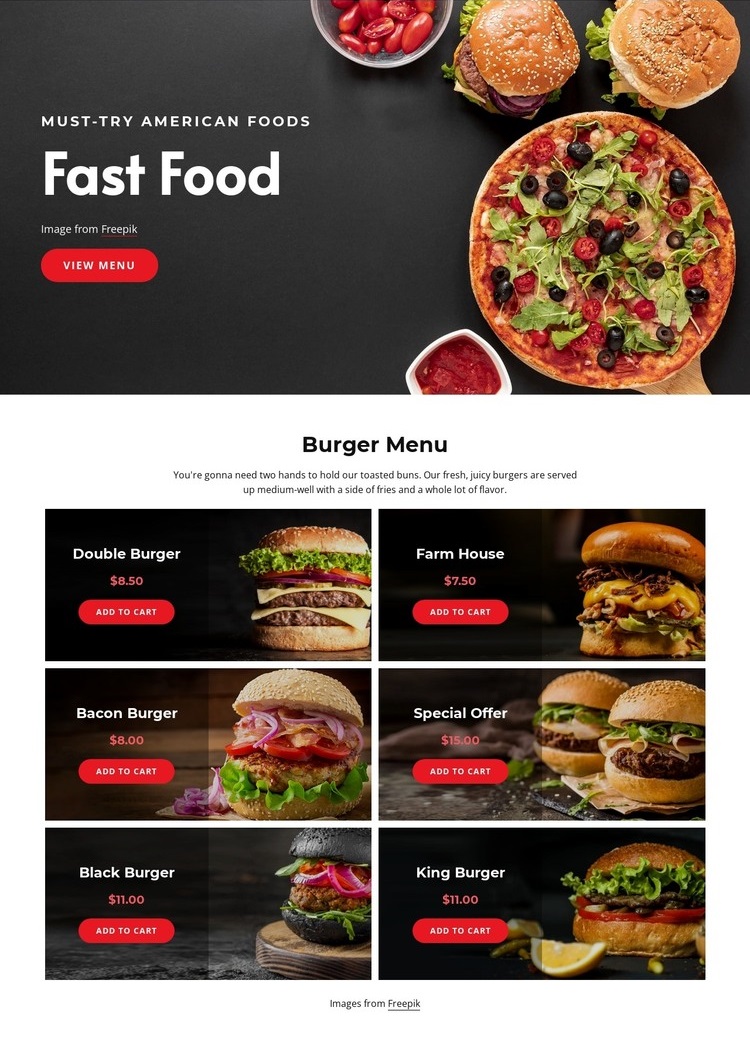 MUST-TRY AMERICAN FOODS
Fast Food
Image from Freepik
VIEW MENU
Burger Menu
You're gonna need two hands to hold our toasted buns. Our fresh, juicy burgers are served
up medium-well with a side of fries and a whole lot of flavor.
Double Burger
$8.50
ADD TO CART
Farm House
$7.50
ADD TO CART
Bacon Burger
$8.00
ADD TO CART
Special Offer
$15.00
ADD TO CART
Black Burger
$11.00
ADD TO CART
King Burger
$11.00
ADD TO CART
Images from Freepik